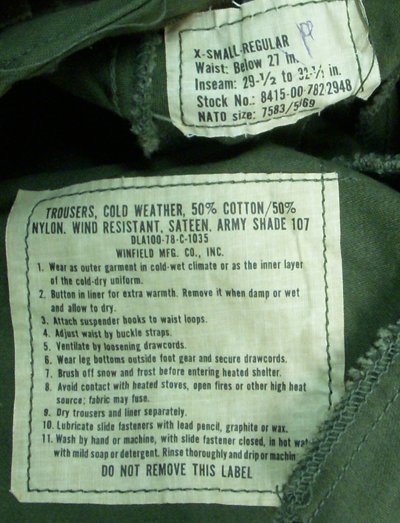 X-SMALL-REGULAR
Waist: Below 27 in.
Inseam: 29-½ to 32-½ in.
Stock No.: 8415-00-782 2948
NATO size: 7583/5/69
TROUSERS, COLD WEATHER, 50% COTTON/50%
NYLON. WIND RESISTANT, SATEEN, ARMY SHADE 107
DLA100-78-C-1035
WINFIELD MFG. CO., INC.
1. Wear as outer garment in cold-wet climate or as the inner layer
of the cold-dry uniform.
2. Button in liner for extra warmth. Remove it when damp or wet
and allow to dry.
3. Attach suspender hooks to waist loops.
4. Adjust waist by buckle straps.
5. Ventilate by loosening drawcords.
6. Wear leg bottoms outside foot gear and secure drawcords.
7. Brush off snow and frost before entering heated shelter.
8. Avoid contact with heated stoves, open fires or other high heat
source; fabric may fuse.
9. Dry trousers and liner separately.
10. Lubricate slide fasteners with lead pencil, graphite or wax.
11. Wash by hand or machine, with slide fastener closed, in hot wat
with mild soap or detergent. Rinse thoroughly and drip or machin
DO NOT REMOVE THIS LABEL